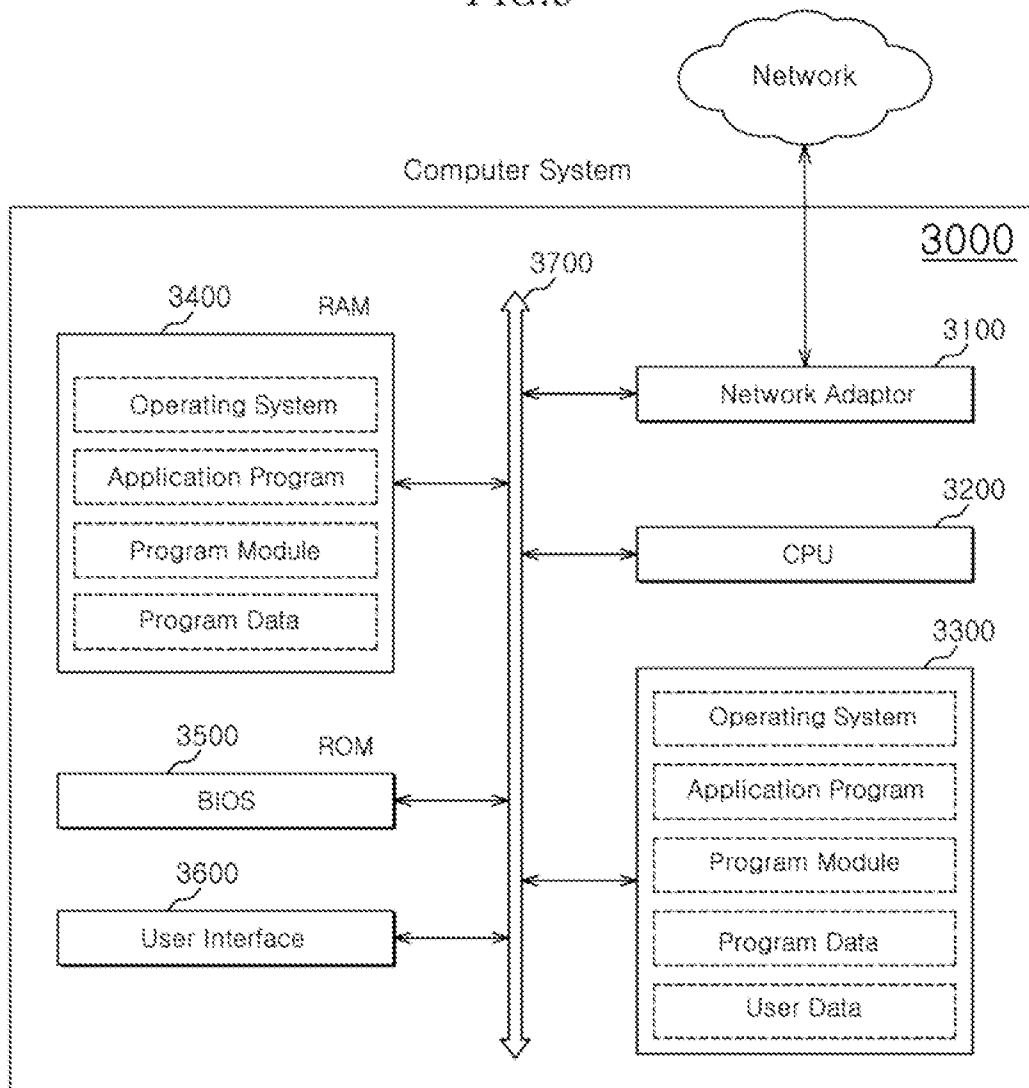 Network
Computer System
3000
3700
3400
RAM
Operating System
Application Program
Program Module
Program Data
3100
Network Adaptor
3200
CPU
3300
Operating System
Application Program
Program Module
Program Data
User Data
3500
ROM
BIOS
3600
User Interface